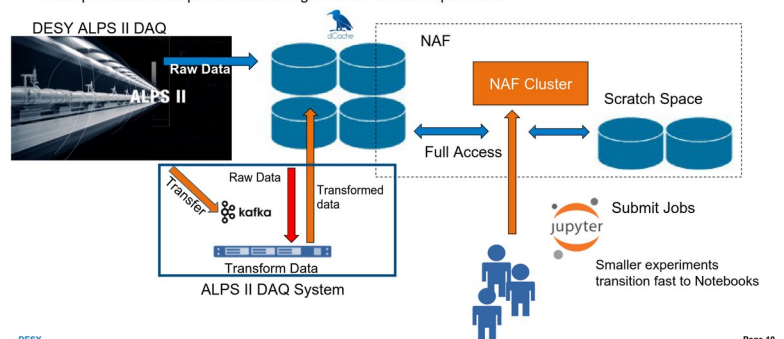 DESY ALPS II DAQ
dCache
NAF
Raw Data
ALPS II
NAF Cluster
Scratch Space
Full Access
Transfer
Raw Data
Transformed
data
kafka
Transform Data
ALPS II DAQ System
Submit Jobs
jupyter
Smaller experiments
transition fast to Notebooks
DESY